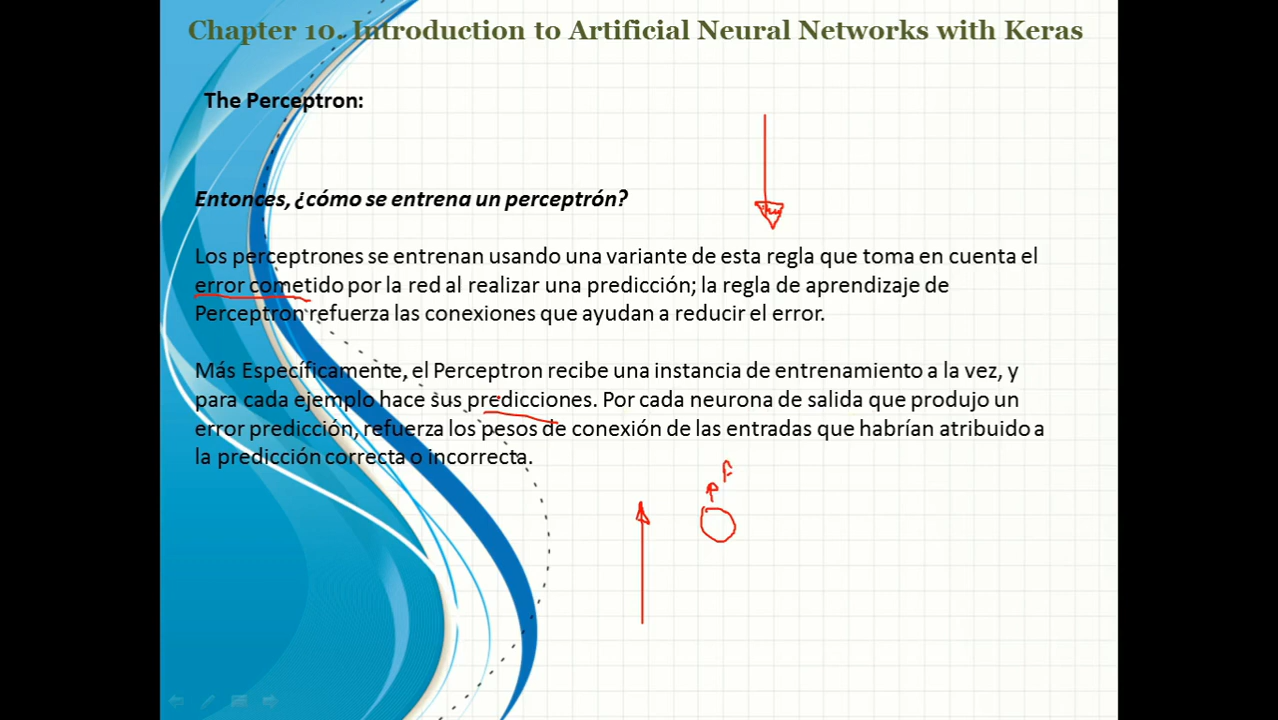 Chapter 10. Introduction to Artificial Neural Networks with Keras
The Perceptron:
Entonces, ¿cómo se entrena un perceptrón?
Los perceptrones se entrenan usando una variante de esta regla que toma en cuenta el
error cometido por la red al realizar una predicción; la regla de aprendizaje de
Perceptron refuerza las conexiones que ayudan a reducir el error.
Más Específicamente, el Perceptron recibe una instancia de entrenamiento a la vez, y
para cada ejemplo hace sus predicciones. Por cada neurona de salida que produjo un
error predicción, refuerza los pesos de conexión de las entradas que habrían atribuido a
la predicción correcta o incorrecta.